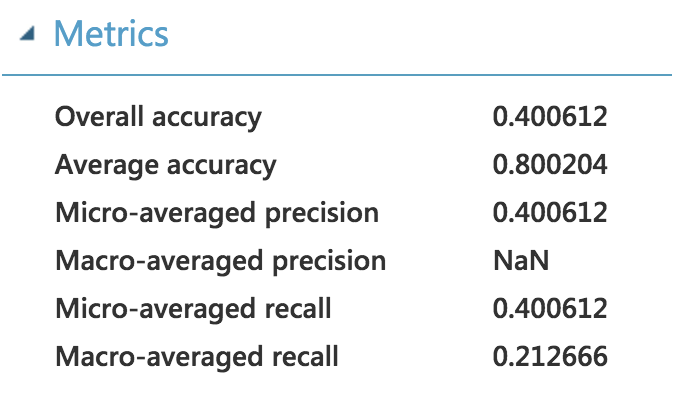 Metrics
Overall accuracy 0.400612
Average accuracy 0.800204
Micro-averaged precision 0.400612
Macro-averaged precision NaN
Micro-averaged recall 0.400612
Macro-averaged recall 0.212666